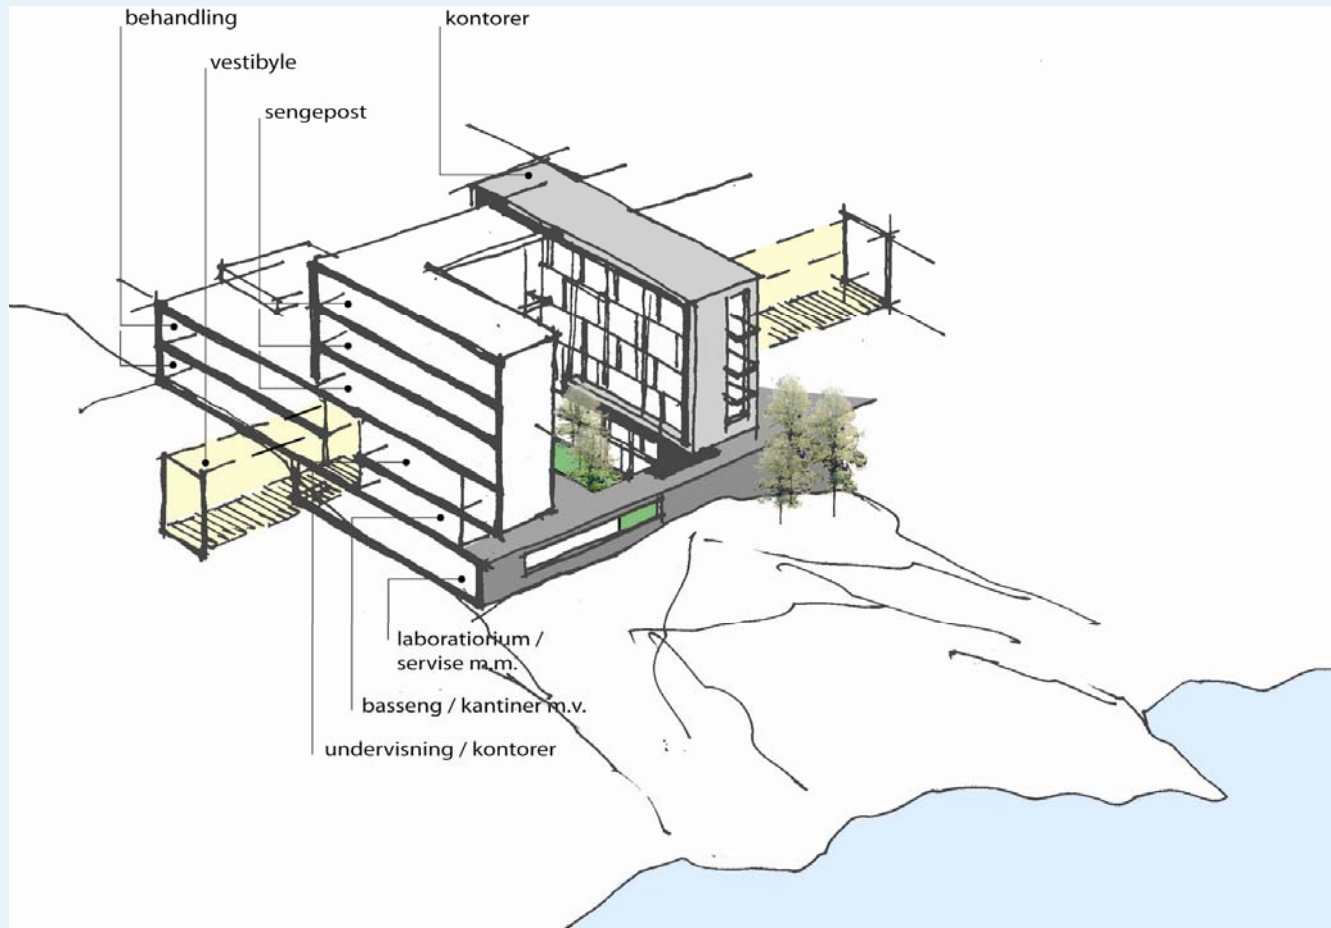 behandling
kontorer
vestibyle
sengepost
laboratiorium /
servise m.m.
basseng / kantiner m.v.
undervisning / kontorer